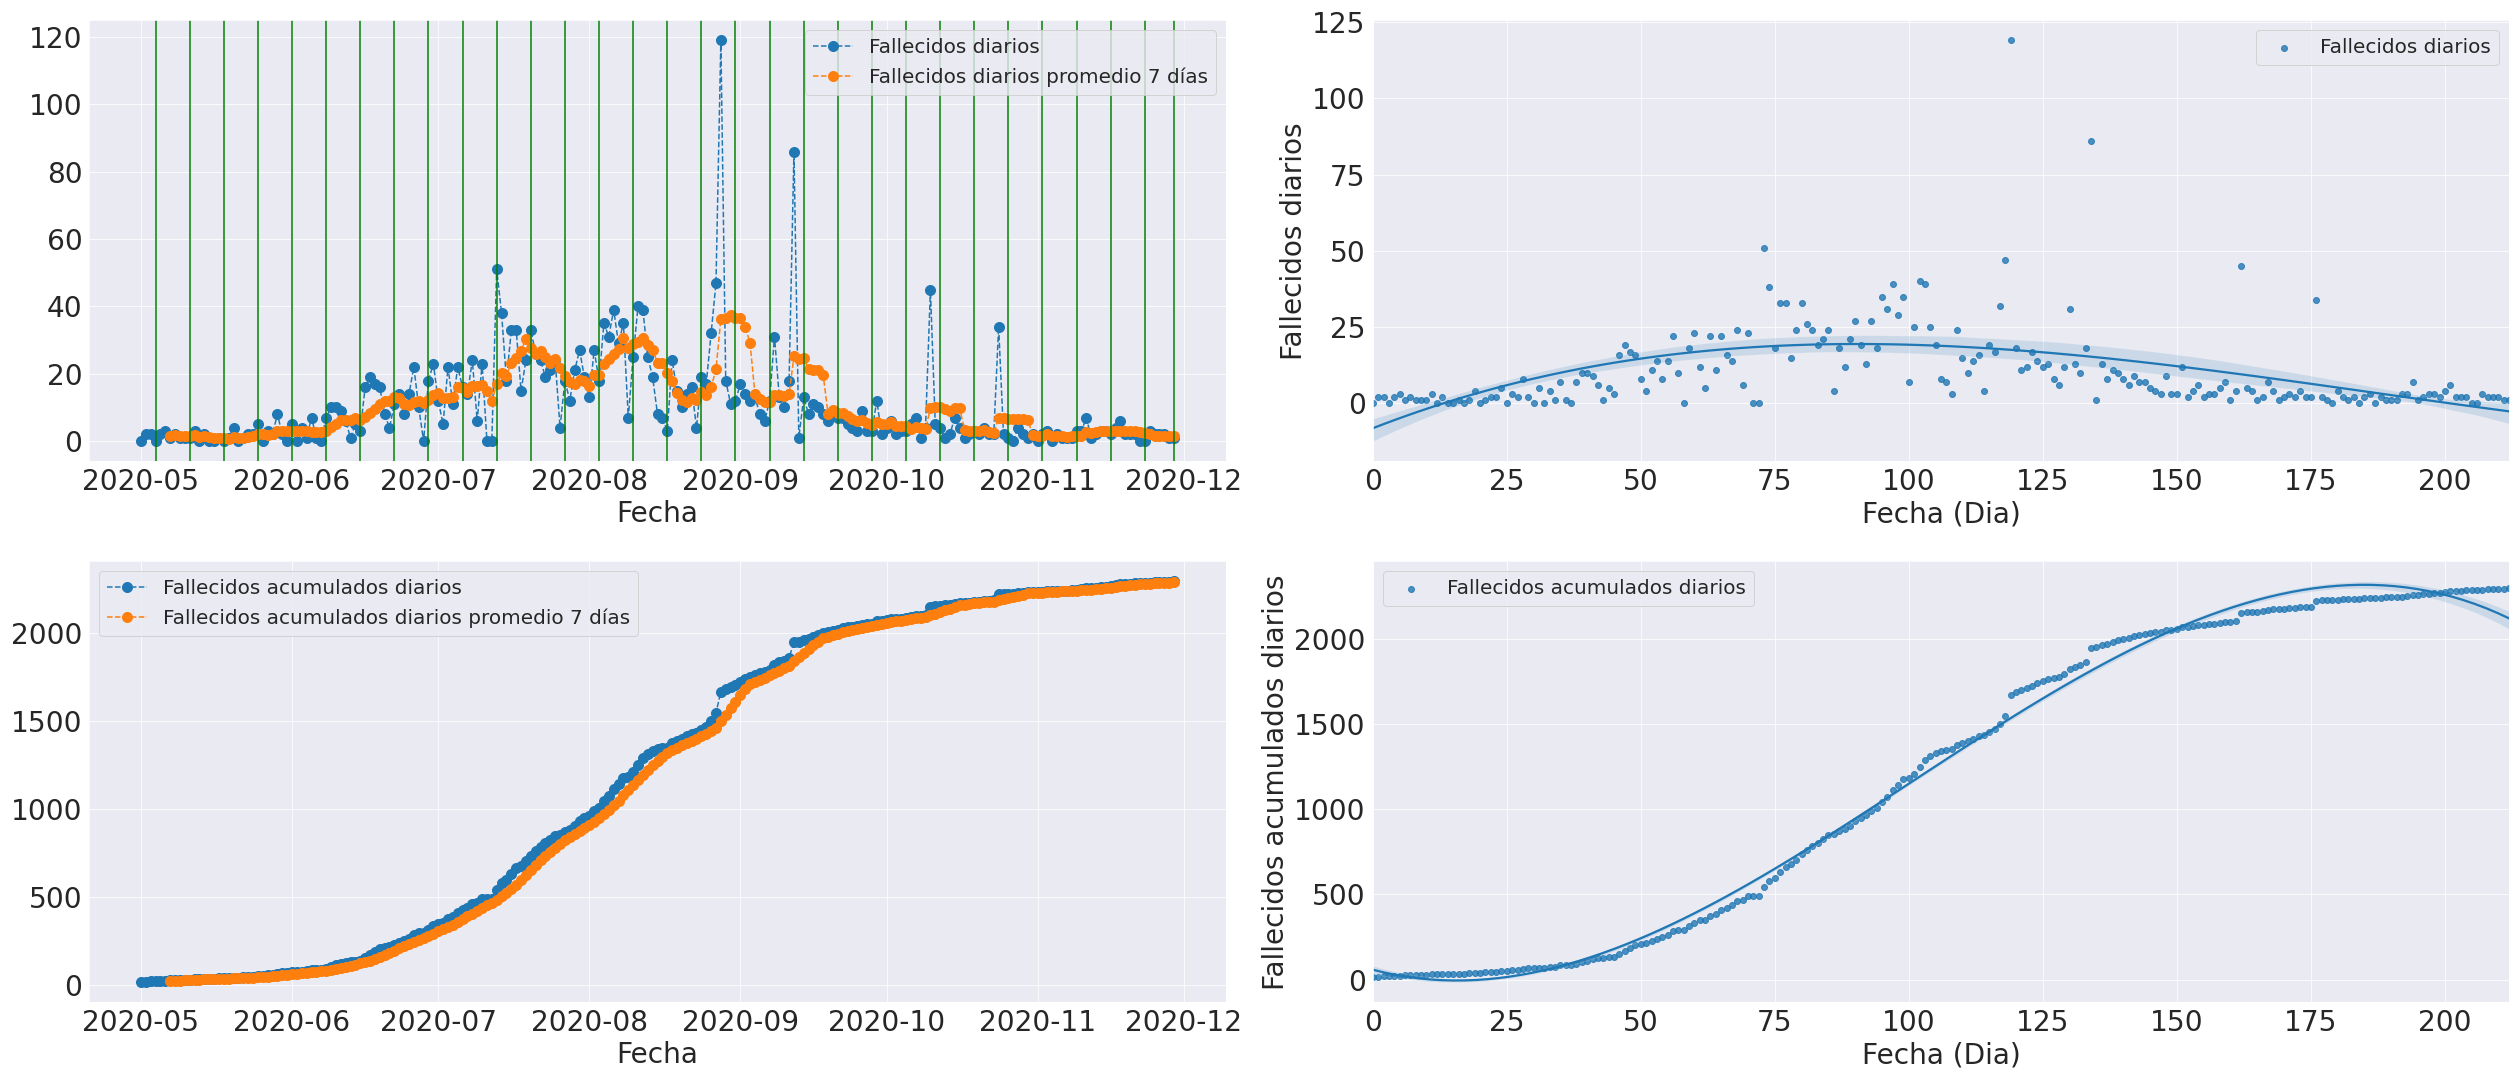 Fallecidos diarios
Fallecidos diarios promedio 7 días
120
100
80
60
40
20
0
2020-05 2020-06 2020-07 2020-08 2020-09 2020-10 2020-11 2020-12
Fecha
Fallecidos diarios
Fallecidos diarios
125
100
75
50
25
0
0 25 50 75 100 125 150 175 200
Fecha (Dia)
Fallecidos acumulados diarios
Fallecidos acumulados diarios promedio 7 días
2000
1500
1000
500
0
2020-05 2020-06 2020-07 2020-08 2020-09 2020-10 2020-11 2020-12
Fecha
Fallecidos acumulados diarios
Fallecidos acumulados diarios
2000
1500
1000
500
0
0 25 50 75 100 125 150 175 200
Fecha (Dia)